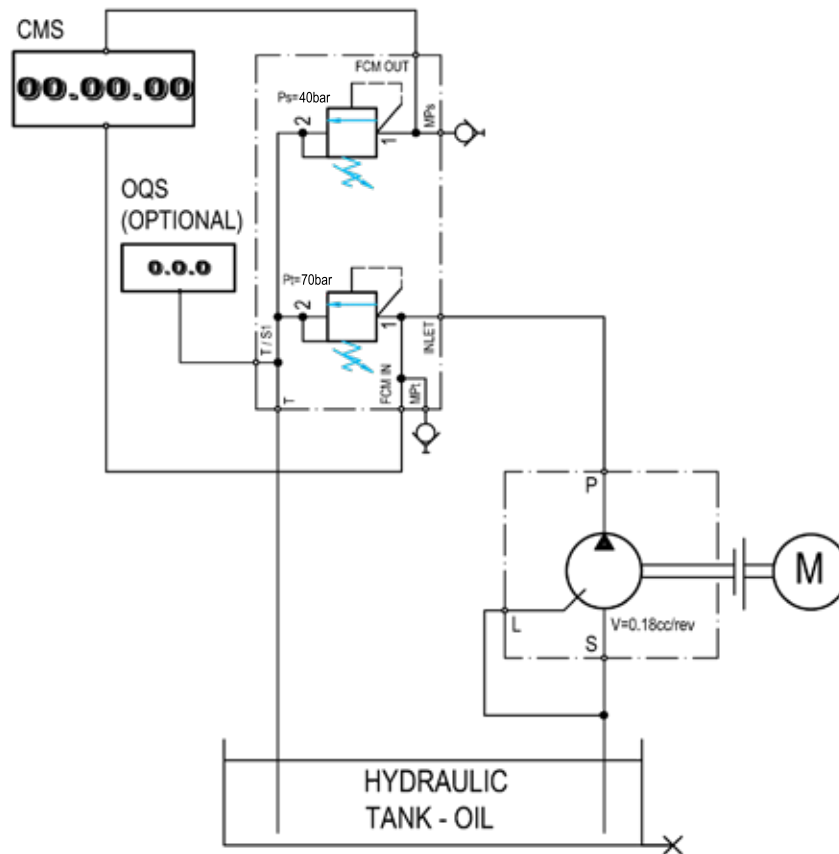 CMS
00.00.00
FCM OUT
Ps=40bar
2
1
MPs
OQS
(OPTIONAL)
0.0.0
Pt=70bar
2
1
T / S1
INLET
T
FCM IN
MPt
P
M
L
V=0.18cc/rev
S
HYDRAULIC
TANK - OIL